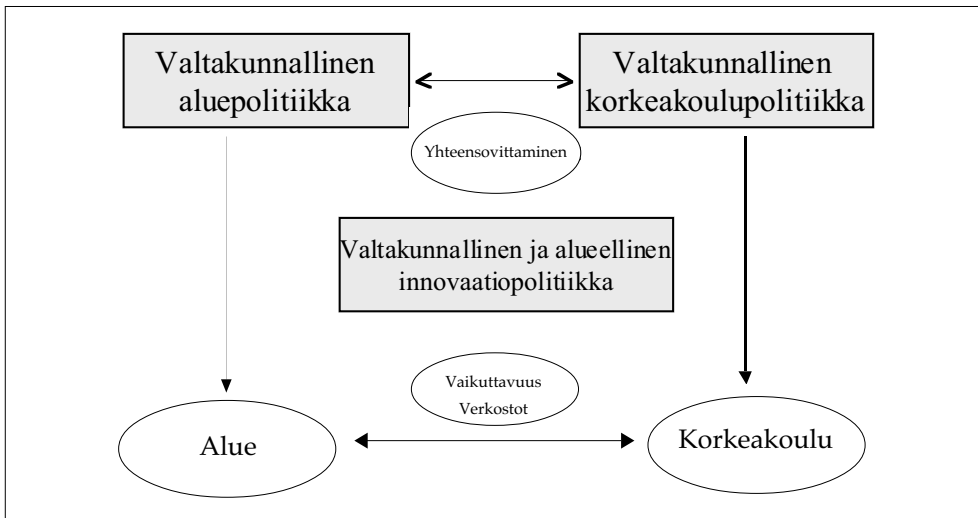 Valtakunnallinen
aluepolitiikka
Valtakunnallinen
korkeakoulupolitiikka
Yhteensovittaminen
Valtakunnallinen ja alueellinen
innovaatiopolitiikka
Vaikuttavuus
Verkostot
Alue
Korkeakoulu